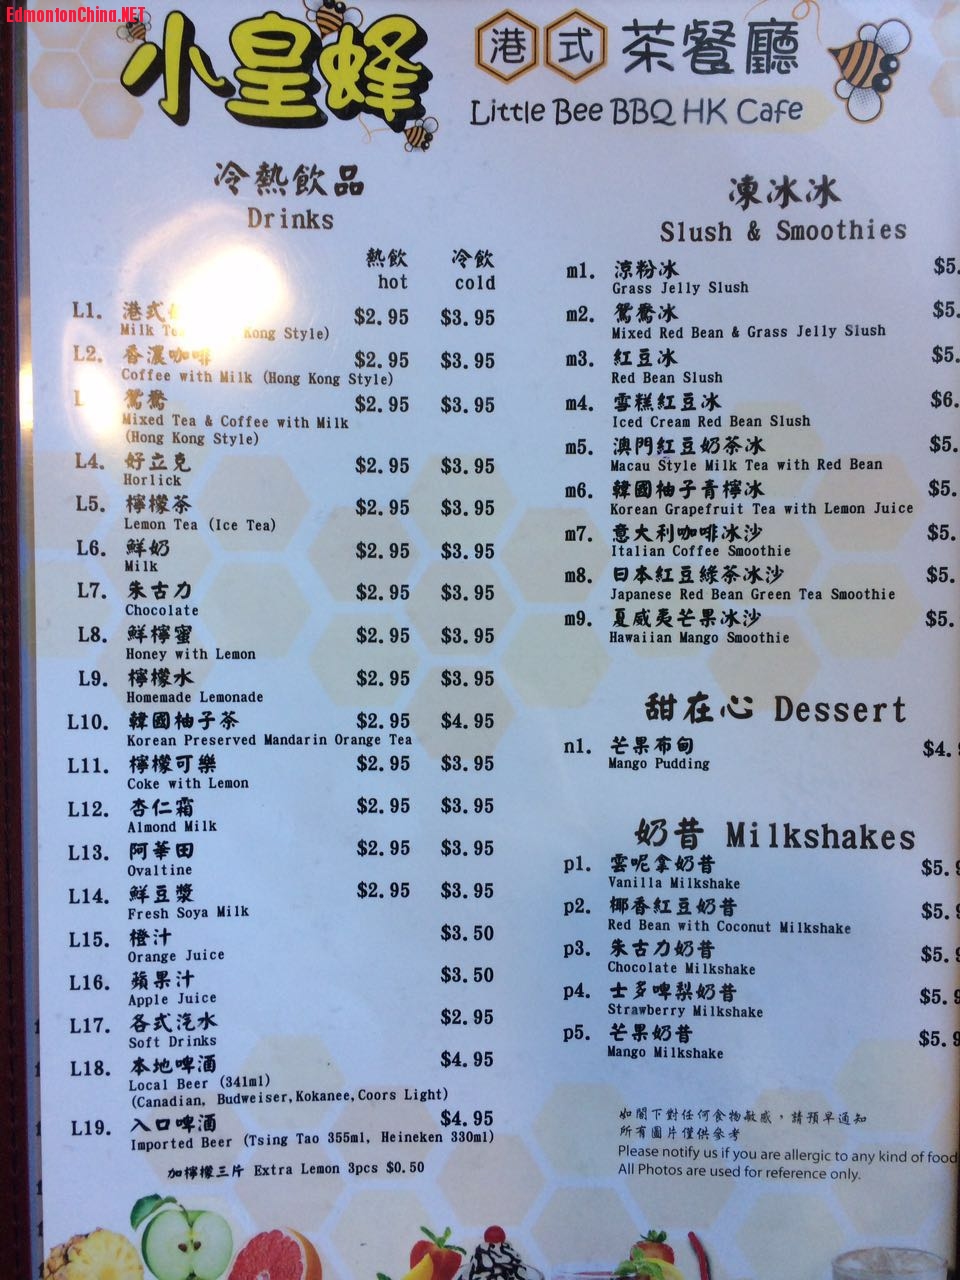 EdmontonChina.NET
小皇蜂
港式茶餐廳
Little Bee BBQ HK Cafe
冷熱飲品
Drinks
熱飲 冷飲
hot cold
L1. 港式 $2.95 $3.95
Milk Kong Style)
L2. 香濃咖啡 $2.95 $3.95
Coffee with Milk (Hong Kong Style)
鴛鴦 $2.95 $3.95
Mixed Tea & Coffee with Milk
(Hong Kong Style)
L4. 好立克 $2.95 $3.95
Horlick
L5. 檸檬茶 $2.95 $3.95
Lemon Tea (Ice Tea)
L6. 鮮奶 $2.95 $3.95
Milk
L7. 朱古力 $2.95 $3.95
Chocolate
L8. 鮮檸蜜 $2.95 $3.95
Honey with Lemon
L9. 檸檬水 $2.95 $3.95
Homemade Lemonade
L10. 韓國柚子茶 $2.95 $4.95
Korean Preserved Mandarin Orange Tea
L11. 檸檬可樂 $2.95 $3.95
Coke with Lemon
L12. 杏仁霜 $2.95 $3.95
Almond Milk
L13. 阿華田 $2.95 $3.95
Ovaltine
L14. 鮮豆漿 $2.95 $3.95
Fresh Soya Milk
L15. 橙汁 $3.50
Orange Juice
L16. 蘋果汁 $3.50
Apple Juice
L17. 各式汽水 $2.95
Soft Drinks
L18. 本地啤酒 $4.95
Local Beer (341ml)
(Canadian, Budweiser,Kokanee,Coors Light)
L19. 入口啤酒 $4.95
Imported Beer (Tsing Tao 355ml, Heineken 330ml)
加檸檬三片 Extra Lemon 3pcs $0.50
凍冰冰
Slush & Smoothies
m1. 涼粉冰 $5.
Grass Jelly Slush
m2. 鴛鴦冰 $5.
Mixed Red Bean & Grass Jelly Slush
m3. 紅豆冰 $5.
Red Bean Slush
m4. 雪糕紅豆冰 $6.
Iced Cream Red Bean Slush
m5. 澳門紅豆奶茶冰 $5.
Macau Style Milk Tea with Red Bean
m6. 韓國柚子青檸冰 $5.
Korean Grapefruit Tea with Lemon Juice
m7. 意大利咖啡冰沙 $5.
Italian Coffee Smoothie
m8. 日本紅豆綠茶冰沙 $5.
Japanese Red Bean Green Tea Smoothie
m9. 夏威夷芒果冰沙 $5.
Hawaiian Mango Smoothie
甜在心 Dessert
n1. 芒果布甸 $4.9
Mango Pudding
奶昔 Milkshakes
p1. 雲呢拿奶昔 $5.9
Vanilla Milkshake
p2. 椰香紅豆奶昔 $5.9
Red Bean with Coconut Milkshake
p3. 朱古力奶昔 $5.9
Chocolate Milkshake
p4. 士多啤梨奶昔 $5.9
Strawberry Milkshake
p5. 芒果奶昔 $5.9
Mango Milkshake
如閣下對任何食物敏感，請預早通知
所有圖片僅供參考
Please notify us if you are allergic to any kind of food
All Photos are used for reference only.